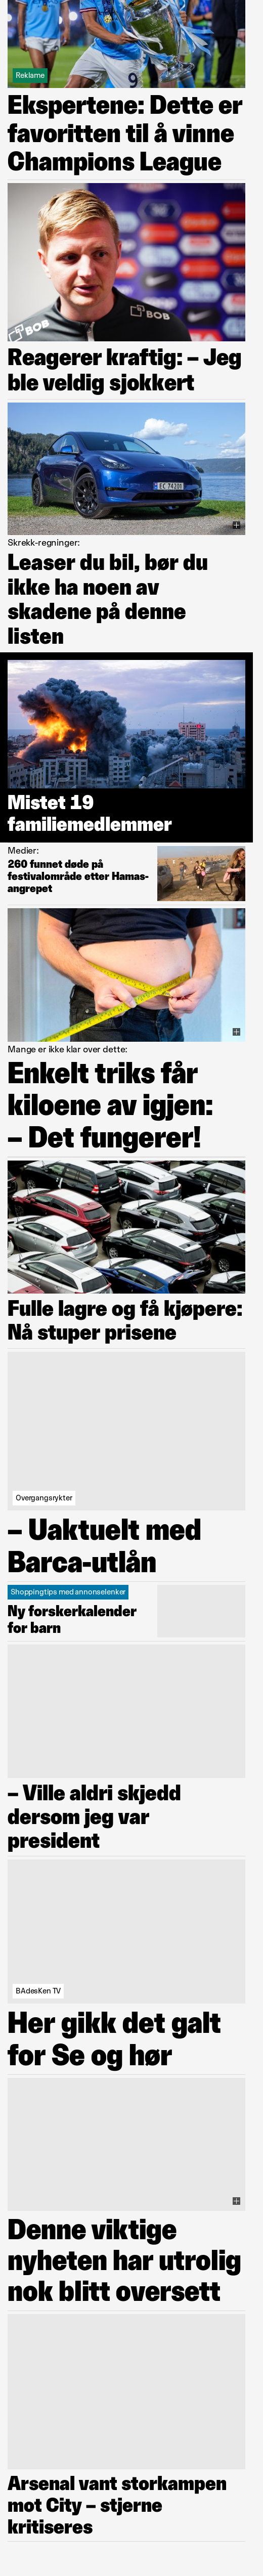 9
Reklame
Ekspertene: Dette er
favoritten til å vinne
Champions League
BOB
BOB
Reagerer kraftig: – Jeg
ble veldig sjokkert
EC 74201
Skrekk-regninger:
Leaser du bil, bør du
ikke ha noen av
skadene på denne
listen
Mistet 19
familiemedlemmer
Medier:
260 funnet døde på
festivalområde etter Hamas-
angrepet
Mange er ikke klar over dette:
Enkelt triks får
kiloene av igjen:
– Det fungerer!
Fulle lagre og få kjøpere:
Nå stuper prisene
Overgangsrykter
– Uaktuelt med
Barca-utlån
Shoppingtips med annonselenker
Ny forskerkalender
for barn
– Ville aldri skjedd
dersom jeg var
president
BAdesKen TV
Her gikk det galt
for Se og hør
Denne viktige
nyheten har utrolig
nok blitt oversett
Arsenal vant storkampen
mot City – stjerne
kritiseres